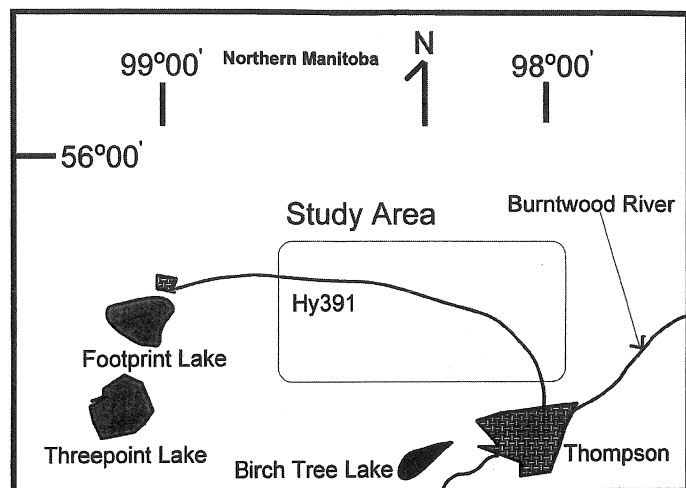 N
99°00' Northern Manitoba 98°00'
56°00'
Study Area
Burntwood River
Hy391
Footprint Lake
Threepoint Lake
Birch Tree Lake
Thompson